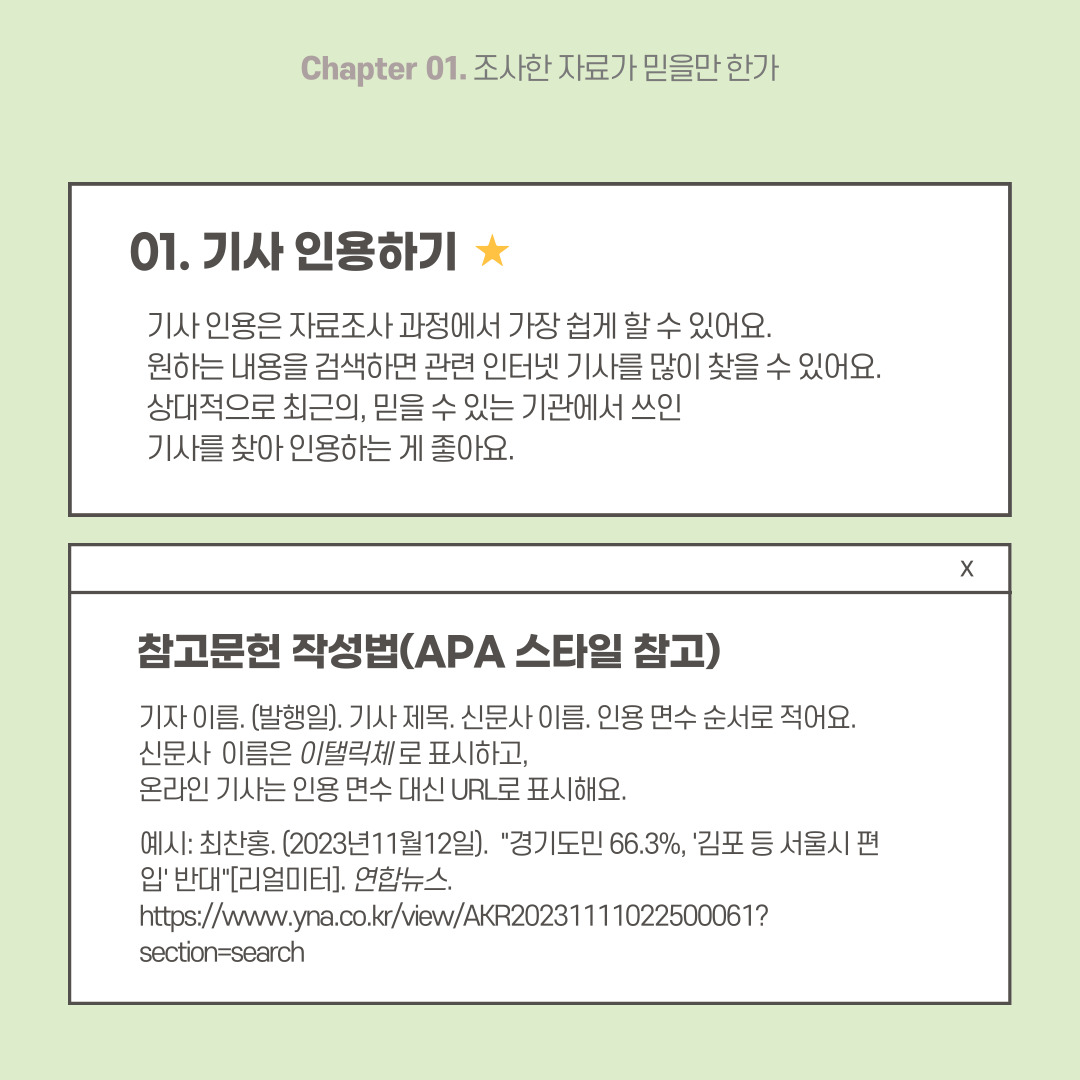 Chapter 01. 조사한 자료가 믿을만 한가
01. 기사 인용하기 ★
기사 인용은 자료조사 과정에서 가장 쉽게 할 수 있어요.
원하는 내용을 검색하면 관련 인터넷 기사를 많이 찾을 수 있어요.
상대적으로 최근의, 믿을 수 있는 기관에서 쓰인
기사를 찾아 인용하는 게 좋아요.
X
참고문헌 작성법(APA 스타일 참고)
기자 이름. (발행일). 기사 제목. 신문사 이름. 인용 면수 순서로 적어요.
신문사 이름은 이탤릭체 로 표시하고,
온라인 기사는 인용 면수 대신 URL로 표시해요.
예시: 최찬홍. (2023년11월12일). "경기도민 66.3%, '김포 등 서울시 편
입' 반대"[리얼미터]. 연합뉴스.
https://www.yna.co.kr/view/AKR20231111022500061?
section=search